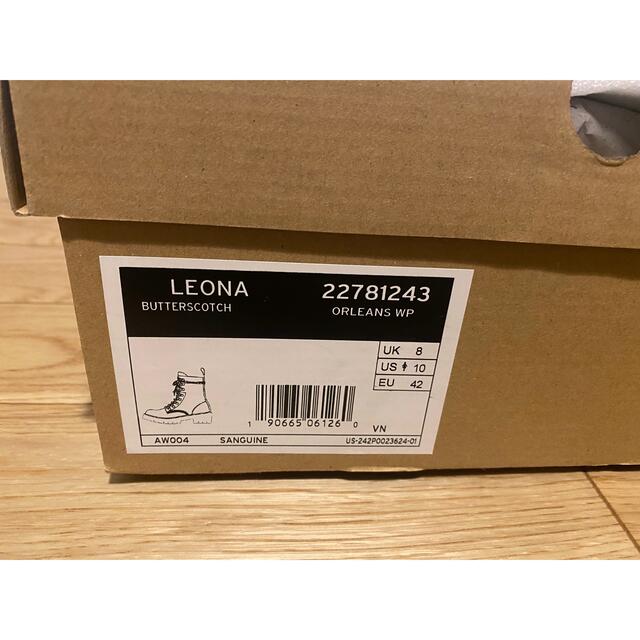 LEONA 22781243
BUTTERSCOTCH ORLEANS WP
UK 8
US 10
EU 42
1 90665 06126 0 VN
AW004 SANGUINE US-242P0023624-01